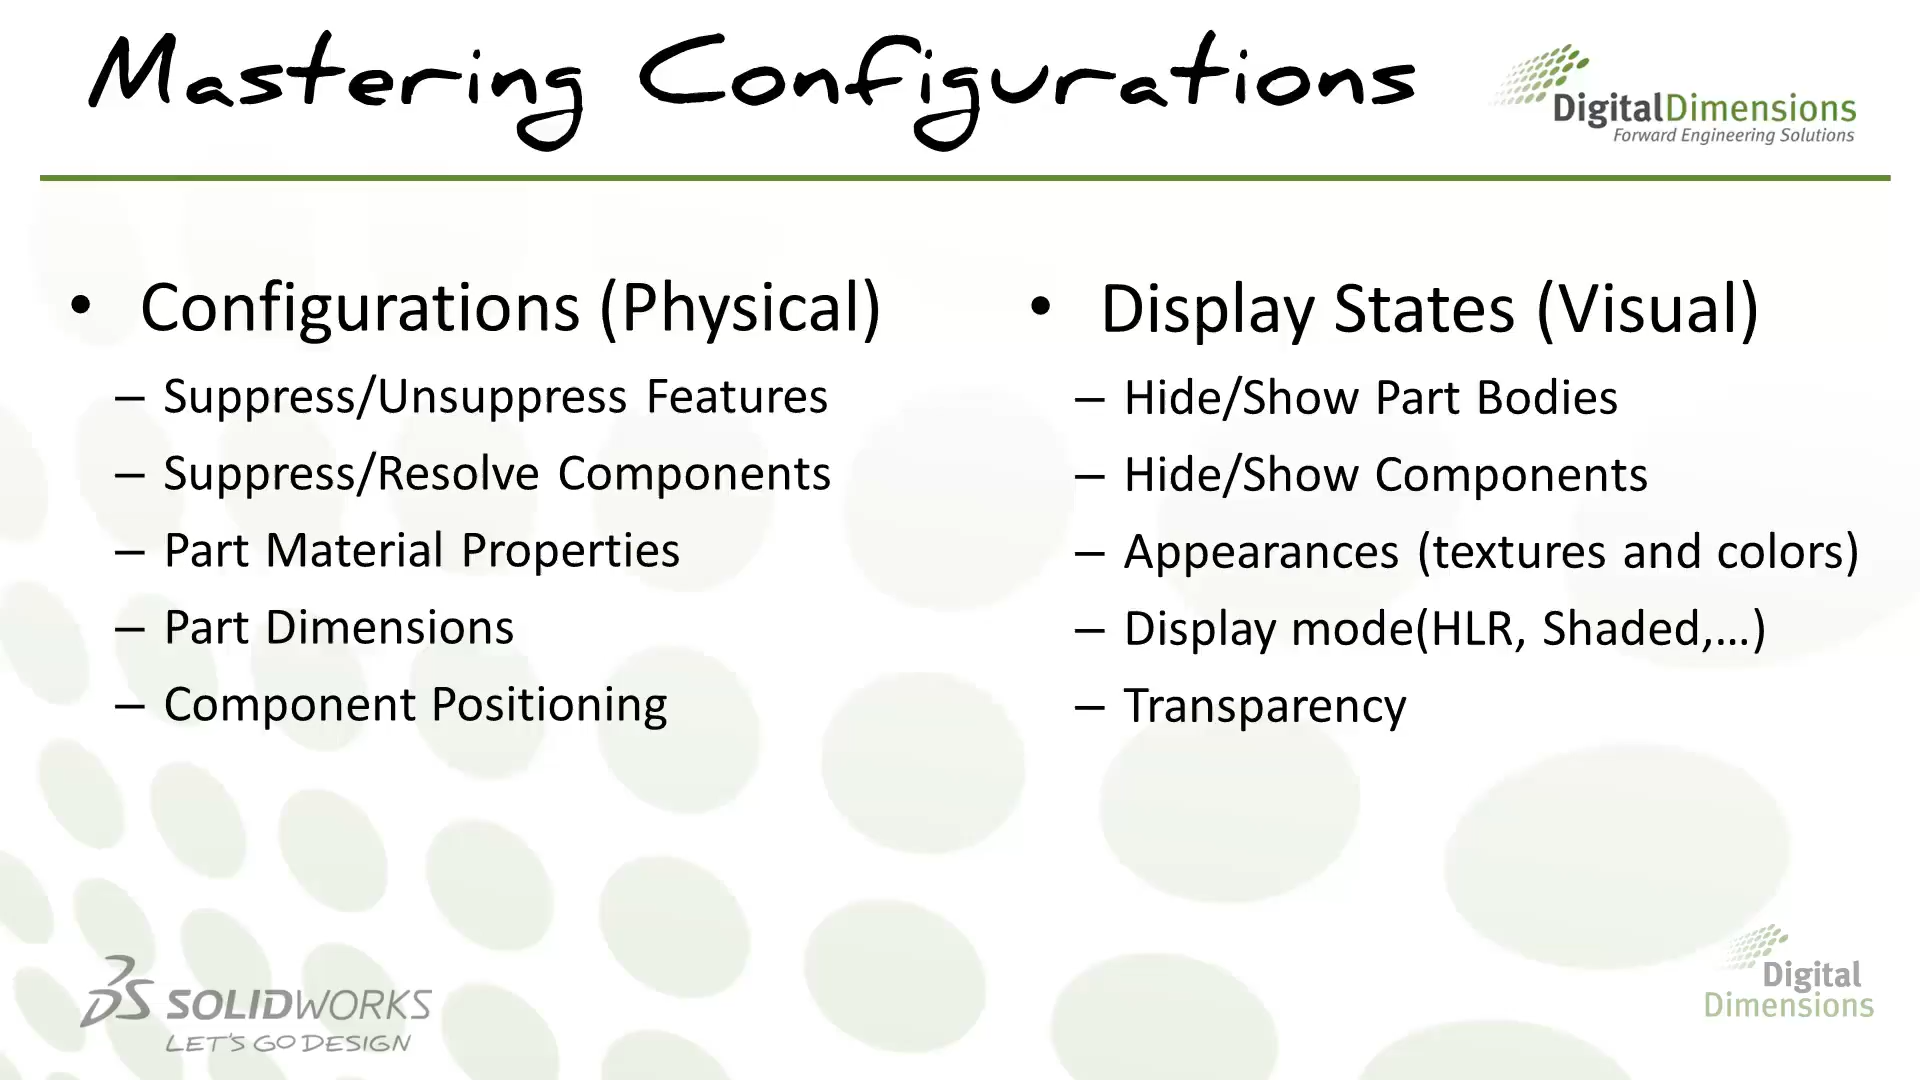 Mastering Configurations
DigitalDimensions
Forward Engineering Solutions
• Configurations (Physical)
– Suppress/Unsuppress Features
– Suppress/Resolve Components
– Part Material Properties
– Part Dimensions
– Component Positioning
• Display States (Visual)
– Hide/Show Part Bodies
– Hide/Show Components
– Appearances (textures and colors)
– Display mode(HLR, Shaded,...)
– Transparency
SOLIDWORKS
LET'S GO DESIGN
Digital
Dimensions